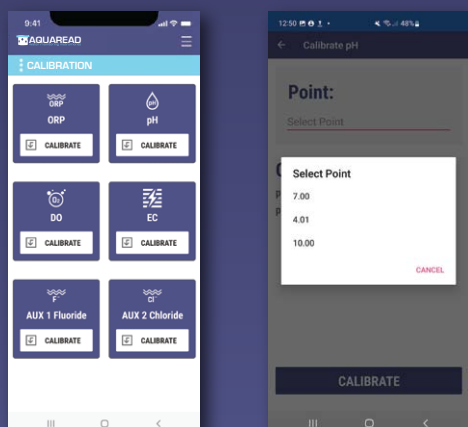 9:41
AQUAREAD
CALIBRATION
ORP
ORP
CALIBRATE
pH
pH
CALIBRATE
O₂
DO
CALIBRATE
EC
CALIBRATE
F⁻
AUX 1 Fluoride
CALIBRATE
Cl⁻
AUX 2 Chloride
CALIBRATE
12:50
48%
Calibrate pH
Point:
Select Point
Select Point
7.00
4.01
10.00
CANCEL
CALIBRATE